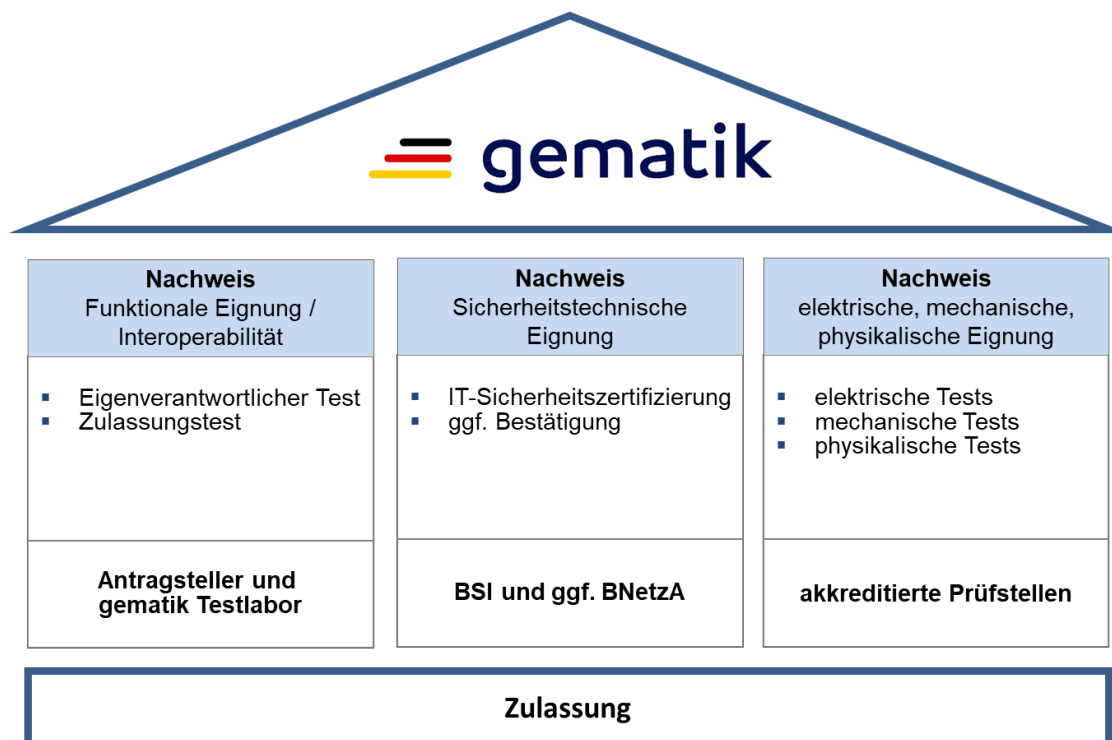 gematik
Nachweis
Funktionale Eignung /
Interoperabilität
▪ Eigenverantwortlicher Test
▪ Zulassungstest
Antragsteller und
gematik Testlabor
Nachweis
Sicherheitstechnische
Eignung
▪ IT-Sicherheitszertifizierung
▪ ggf. Bestätigung
BSI und ggf. BNetzA
Nachweis
elektrische, mechanische,
physikalische Eignung
▪ elektrische Tests
▪ mechanische Tests
▪ physikalische Tests
akkreditierte Prüfstellen
Zulassung